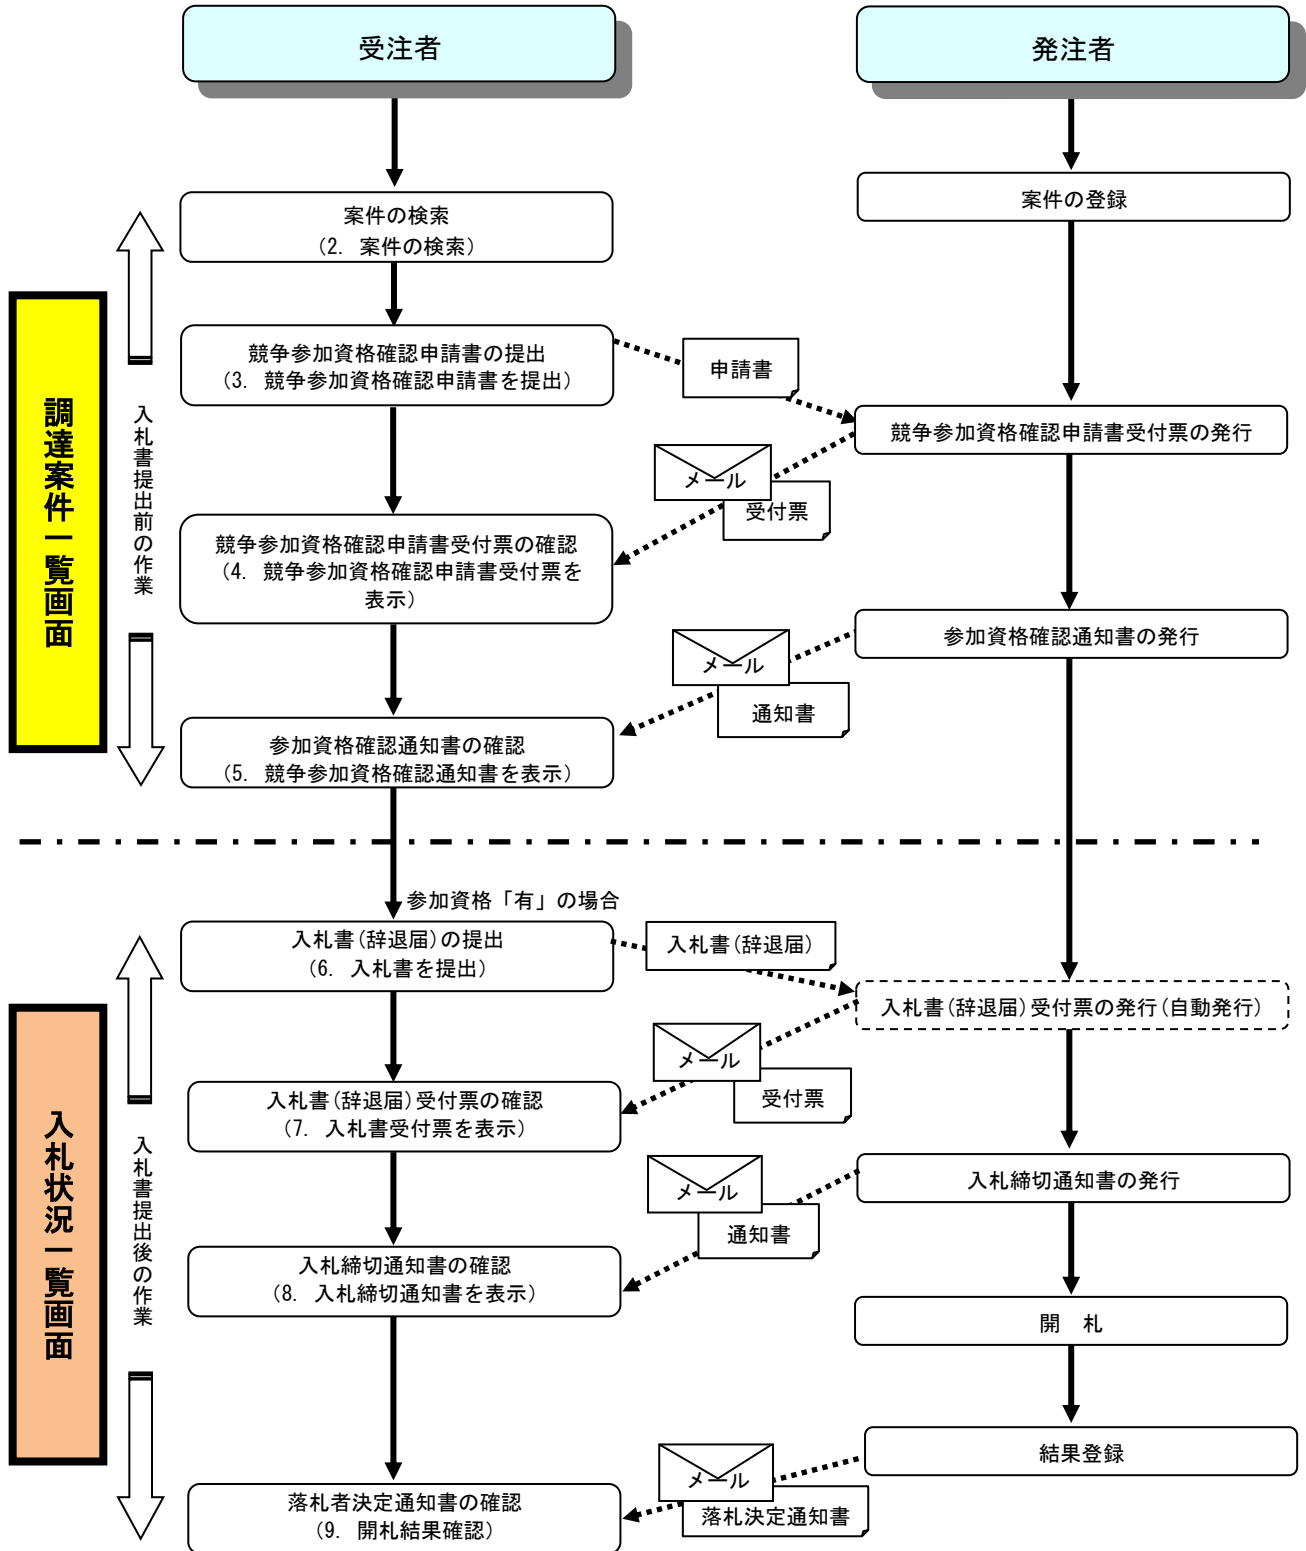 受注者
発注者
案件の検索
（2. 案件の検索）
案件の登録
競争参加資格確認申請書の提出
（3. 競争参加資格確認申請書を提出）
申請書
競争参加資格確認申請書受付票の発行
メール
受付票
競争参加資格確認申請書受付票の確認
（4. 競争参加資格確認申請書受付票を
表示）
参加資格確認通知書の発行
メール
通知書
参加資格確認通知書の確認
（5. 競争参加資格確認通知書を表示）
調達案件一覧画面
入札書提出前の作業
参加資格「有」の場合
入札書(辞退届)の提出
（6. 入札書を提出）
入札書(辞退届)
入札書(辞退届)受付票の発行(自動発行)
メール
受付票
入札書(辞退届)受付票の確認
（7. 入札書受付票を表示）
入札締切通知書の発行
メール
通知書
入札締切通知書の確認
（8. 入札締切通知書を表示）
開　札
結果登録
メール
落札決定通知書
落札者決定通知書の確認
（9. 開札結果確認）
入札状況一覧画面
入札書提出後の作業